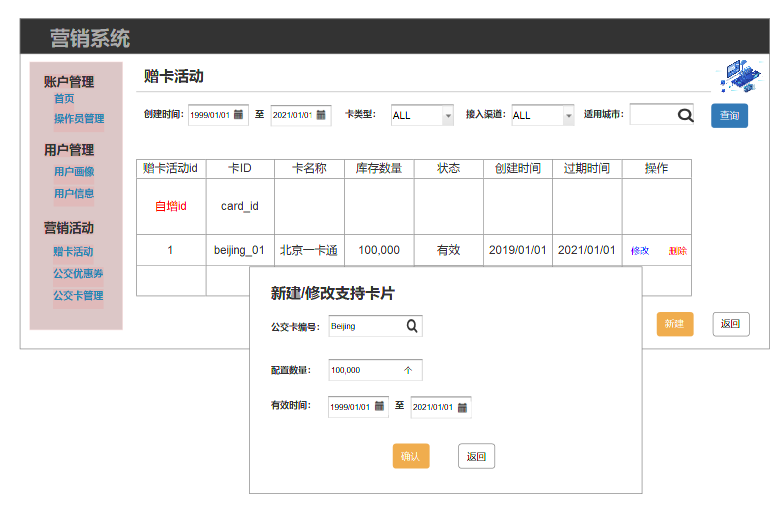 营销系统
账户管理
首页
操作员管理
用户管理
用户画像
用户信息
营销活动
赠卡活动
公交优惠券
公交卡管理
赠卡活动
创建时间: 1999/01/01 至 2021/01/01 卡类型: ALL 接入渠道: ALL 适用城市: 查询
赠卡活动id 卡ID 卡名称 库存数量 状态 创建时间 过期时间 操作
自增id card_id
1 beijing_01 北京一卡通 100,000 有效 2019/01/01 2021/01/01 修改 删除
新建 返回
新建/修改支持卡片
公交卡编号: Beijing
配置数量: 100,000 个
有效时间: 1999/01/01 至 2021/01/01
确认 返回